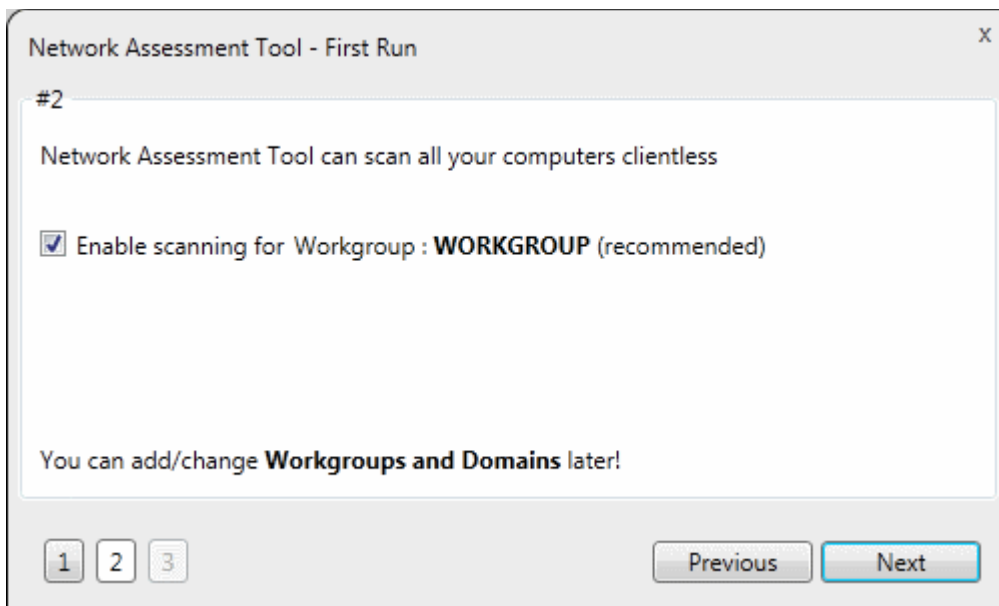 Network Assessment Tool - First Run
x
#2
Network Assessment Tool can scan all your computers clientless
Enable scanning for Workgroup : WORKGROUP (recommended)
You can add/change Workgroups and Domains later!
1 2 3 Previous Next